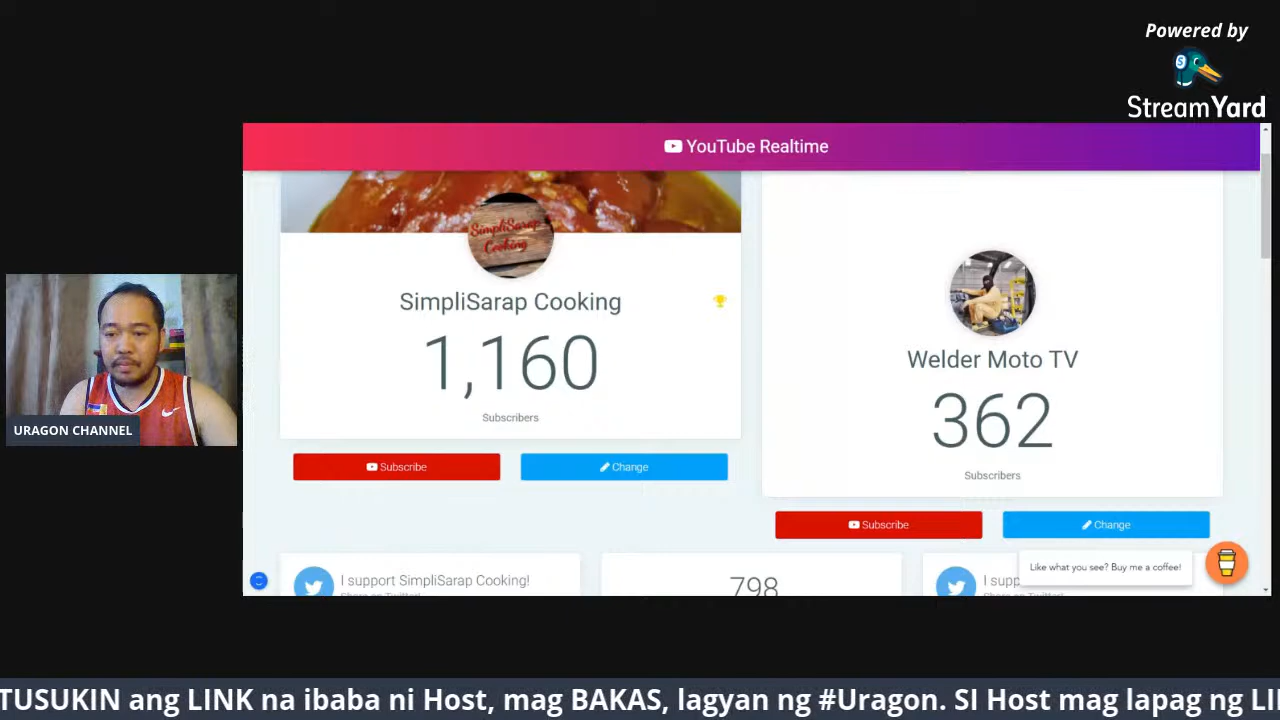 Powered by
StreamYard
YouTube Realtime
SimpliSarap
Cooking
SimpliSarap Cooking
1,160
Subscribers
Subscribe
Change
Welder Moto TV
362
Subscribers
Subscribe
Change
URAGON CHANNEL
I support SimpliSarap Cooking!
798
I supp
Like what you see? Buy me a coffee!
TUSUKIN ang LINK na ibaba ni Host, mag BAKAS, lagyan ng #Uragon. SI Host mag lapag ng LI